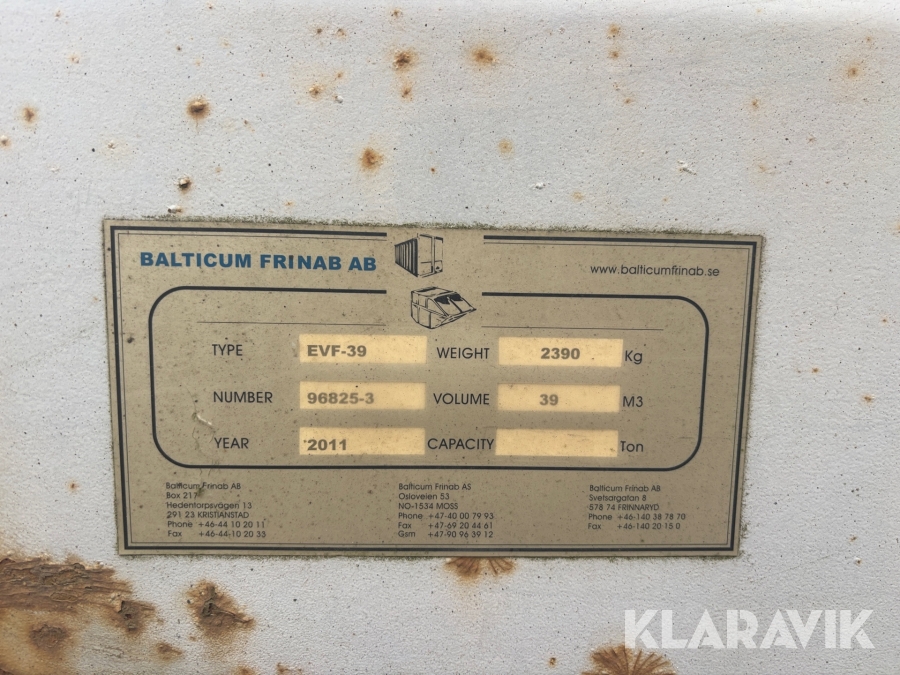 BALTICUM FRINAB AB
www.balticumfrinab.se
TYPE EVF-39 WEIGHT 2390 Kg
NUMBER 96825-3 VOLUME 39 M3
YEAR 2011 CAPACITY Ton
Balticum Frinab AB
Box 217
Hedentorpsvägen 13
291 23 KRISTIANSTAD
Phone +46-44 10 20 11
Fax +46-44-10 20 33
Balticum Frinab AS
Osloveien 53
NO-1534 MOSS
Phone +47-40 00 79 93
Fax +47-69 20 44 61
Gsm +47-90 96 39 12
Balticum Frinab AB
Svetsargatan 8
578 74 FRINNARYD
Phone +46-140 38 78 70
Fax +46-140 20 15 0
KLARAVIK